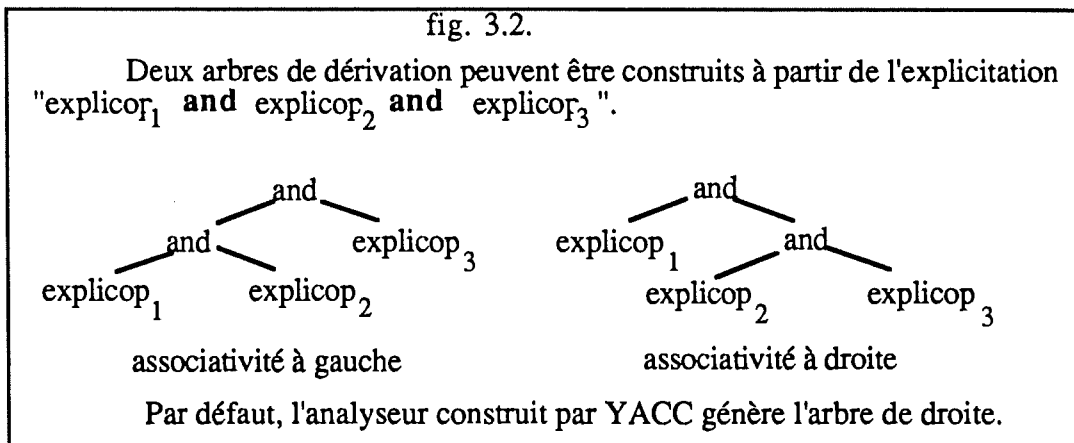 fig. 3.2.
Deux arbres de dérivation peuvent être construits à partir de l'explicitation
"explicop1 and explicop2 and explicop3 ".
and and
and explicop3 explicop1 and
explicop1 explicop2 explicop2 explicop3
associativité à gauche associativité à droite
Par défaut, l'analyseur construit par YACC génère l'arbre de droite.